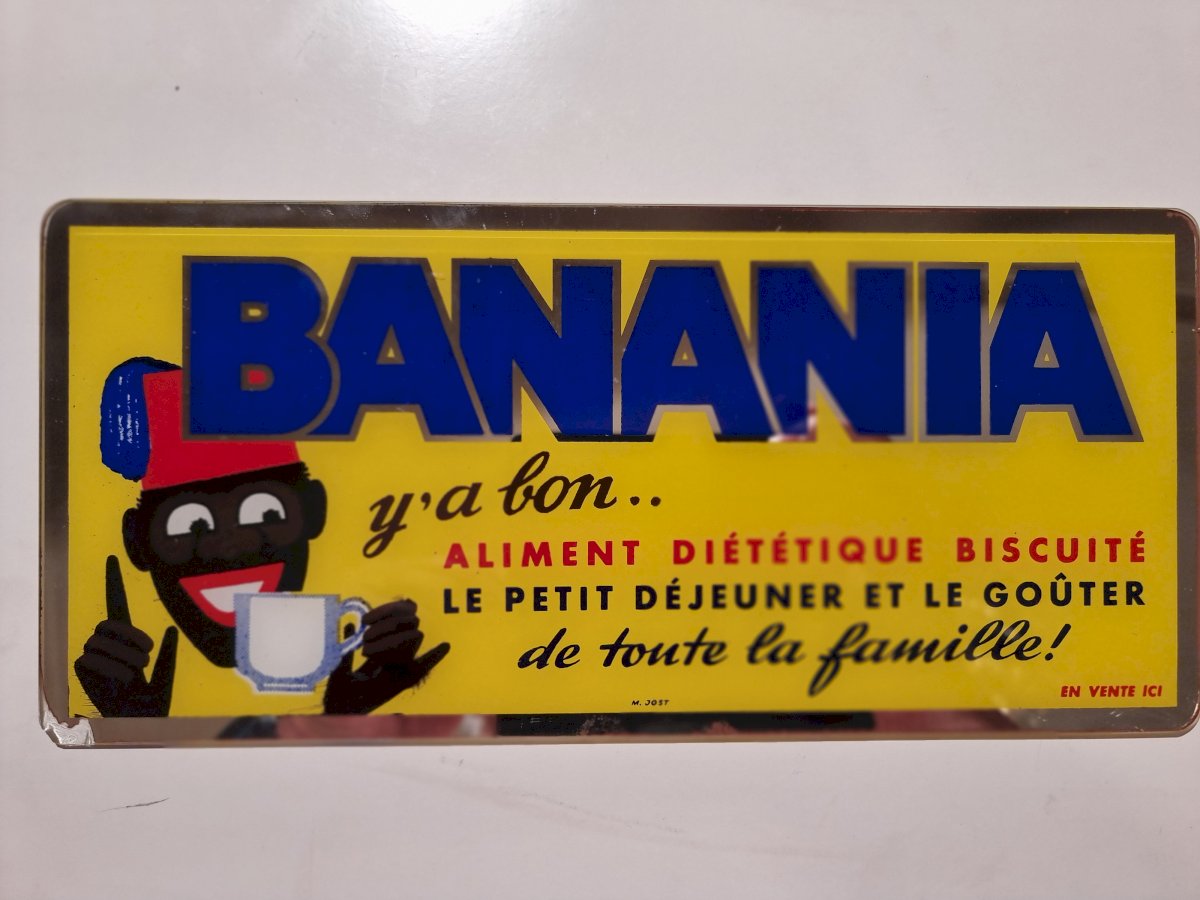 BANANIA
y'a bon..
ALIMENT DIÉTÉTIQUE BISCUITÉ
LE PETIT DÉJEUNER ET LE GOÛTER
de toute la famille!
EN VENTE ICI
M. JOST